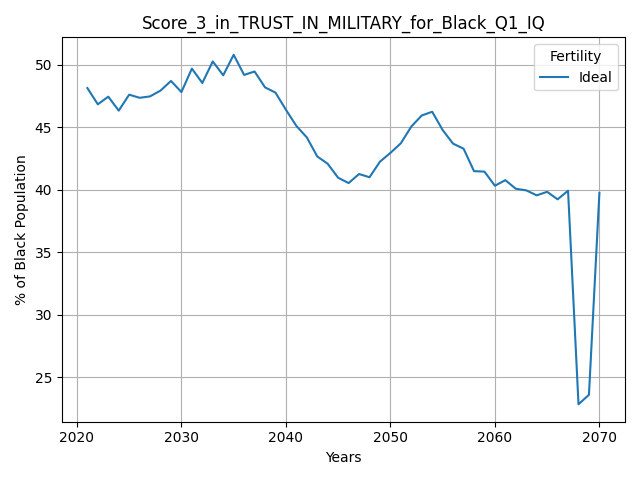 Score_3_in_TRUST_IN_MILITARY_for_Black_Q1_IQ
Fertility
Ideal
% of Black Population
50
45
40
35
30
25
2020 2030 2040 2050 2060 2070
Years